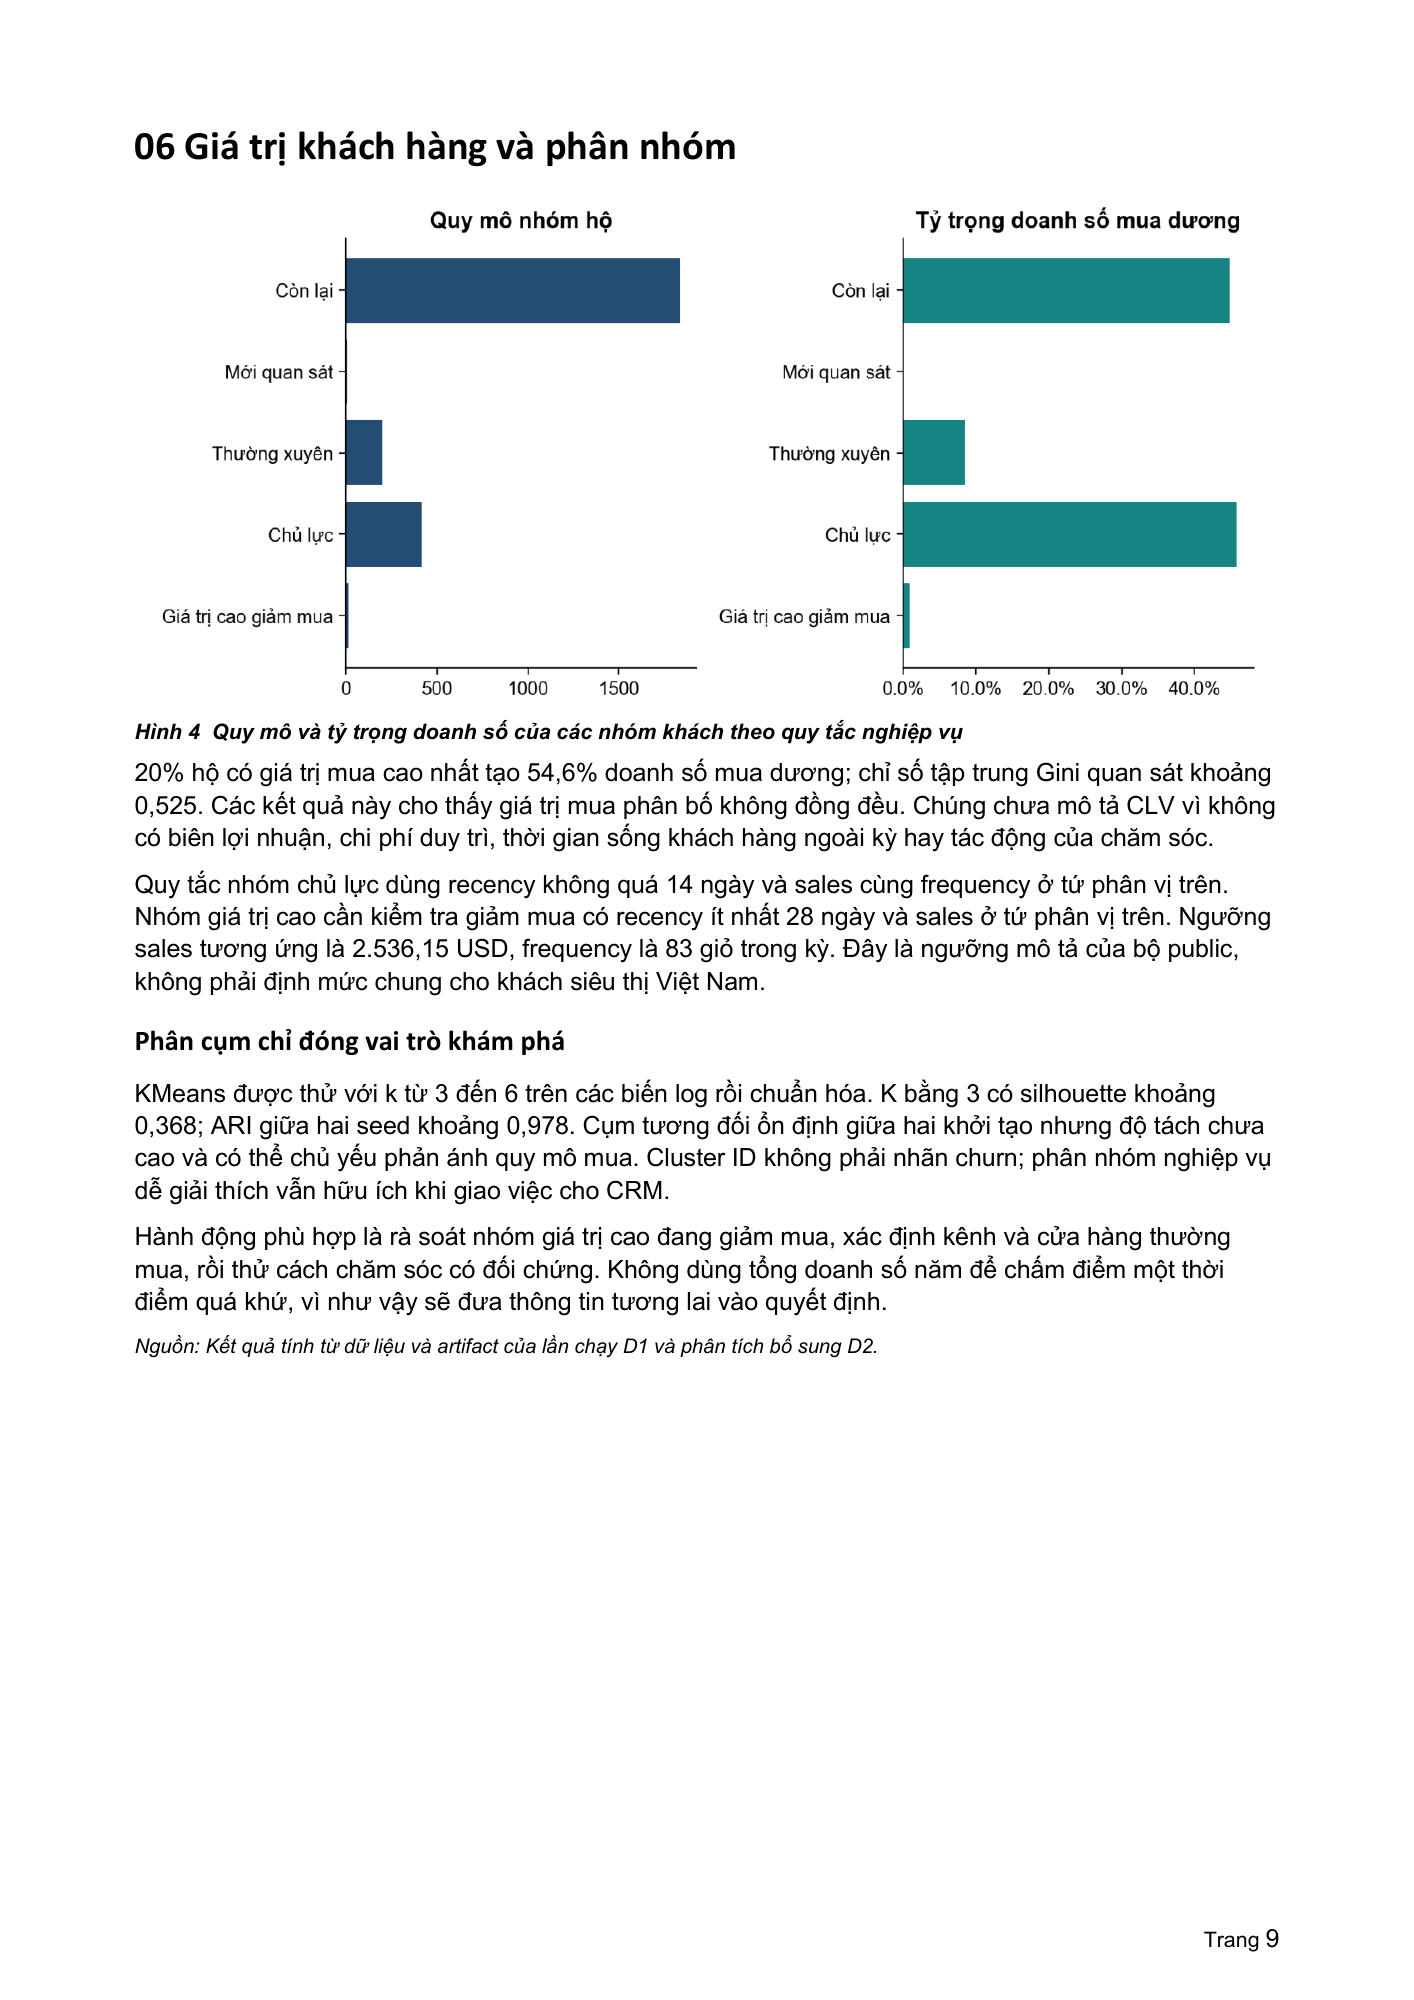 06 Giá trị khách hàng và phân nhóm
Quy mô nhóm hộ
Còn lại
Mới quan sát
Thường xuyên
Chủ lực
Giá trị cao giảm mua
0 500 1000 1500
Tỷ trọng doanh số mua dương
Còn lại
Mới quan sát
Thường xuyên
Chủ lực
Giá trị cao giảm mua
0.0% 10.0% 20.0% 30.0% 40.0%
Hình 4 Quy mô và tỷ trọng doanh số của các nhóm khách theo quy tắc nghiệp vụ
20% hộ có giá trị mua cao nhất tạo 54,6% doanh số mua dương; chỉ số tập trung Gini quan sát khoảng
0,525. Các kết quả này cho thấy giá trị mua phân bố không đồng đều. Chúng chưa mô tả CLV vì không
có biên lợi nhuận, chi phí duy trì, thời gian sống khách hàng ngoài kỳ hay tác động của chăm sóc.
Quy tắc nhóm chủ lực dùng recency không quá 14 ngày và sales cùng frequency ở tứ phân vị trên.
Nhóm giá trị cao cần kiểm tra giảm mua có recency ít nhất 28 ngày và sales ở tứ phân vị trên. Ngưỡng
sales tương ứng là 2.536,15 USD, frequency là 83 giỏ trong kỳ. Đây là ngưỡng mô tả của bộ public,
không phải định mức chung cho khách siêu thị Việt Nam.
Phân cụm chỉ đóng vai trò khám phá
KMeans được thử với k từ 3 đến 6 trên các biến log rồi chuẩn hóa. K bằng 3 có silhouette khoảng
0,368; ARI giữa hai seed khoảng 0,978. Cụm tương đối ổn định giữa hai khởi tạo nhưng độ tách chưa
cao và có thể chủ yếu phản ánh quy mô mua. Cluster ID không phải nhãn churn; phân nhóm nghiệp vụ
dễ giải thích vẫn hữu ích khi giao việc cho CRM.
Hành động phù hợp là rà soát nhóm giá trị cao đang giảm mua, xác định kênh và cửa hàng thường
mua, rồi thử cách chăm sóc có đối chứng. Không dùng tổng doanh số năm để chấm điểm một thời
điểm quá khứ, vì như vậy sẽ đưa thông tin tương lai vào quyết định.
Nguồn: Kết quả tính từ dữ liệu và artifact của lần chạy D1 và phân tích bổ sung D2.
Trang 9